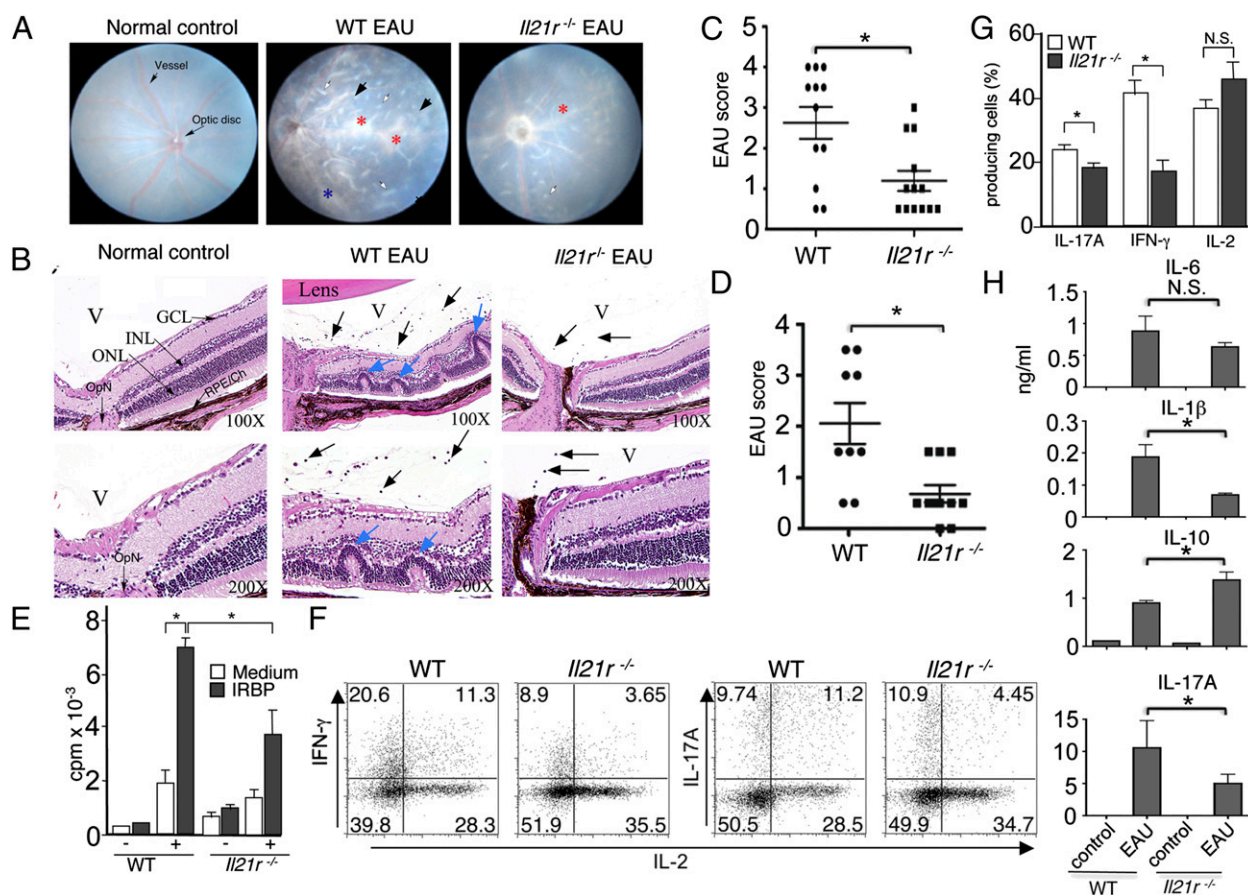 A
Normal control
WT EAU
Il21r -/- EAU
Vessel
Optic disc
*
*
*
*
B
Normal control
WT EAU
Il21r/- EAU
V
GCL
INL
ONL
OpN
RPE/Ch
100X
Lens
V
100X
V
100X
V
OpN
200X
200X
V
200X
C
EAU score
5
4
3
2
1
0
*
WT
Il21r -/-
D
EAU score
4
3
2
1
0
*
WT
Il21r -/-
E
cpm x 10-3
8
6
4
2
0
*
*
Medium
IRBP
- + - +
WT
Il21r -/-
F
WT
Il21r -/-
WT
Il21r -/-
IFN-γ
20.6 11.3
39.8 28.3
8.9 3.65
51.9 35.5
IL-17A
9.74 11.2
50.5 28.5
10.9 4.45
49.9 34.7
IL-2
G
producing cells (%)
60
40
20
0
WT
Il21r -/-
*
*
N.S.
IL-17A
IFN-γ
IL-2
H
IL-6
N.S.
ng/ml
1.5
1
0.5
0
IL-1β
*
0.3
0.2
0.1
0
IL-10
*
2
1
0
IL-17A
*
15
10
5
0
control
EAU
control
EAU
WT
Il21r -/-